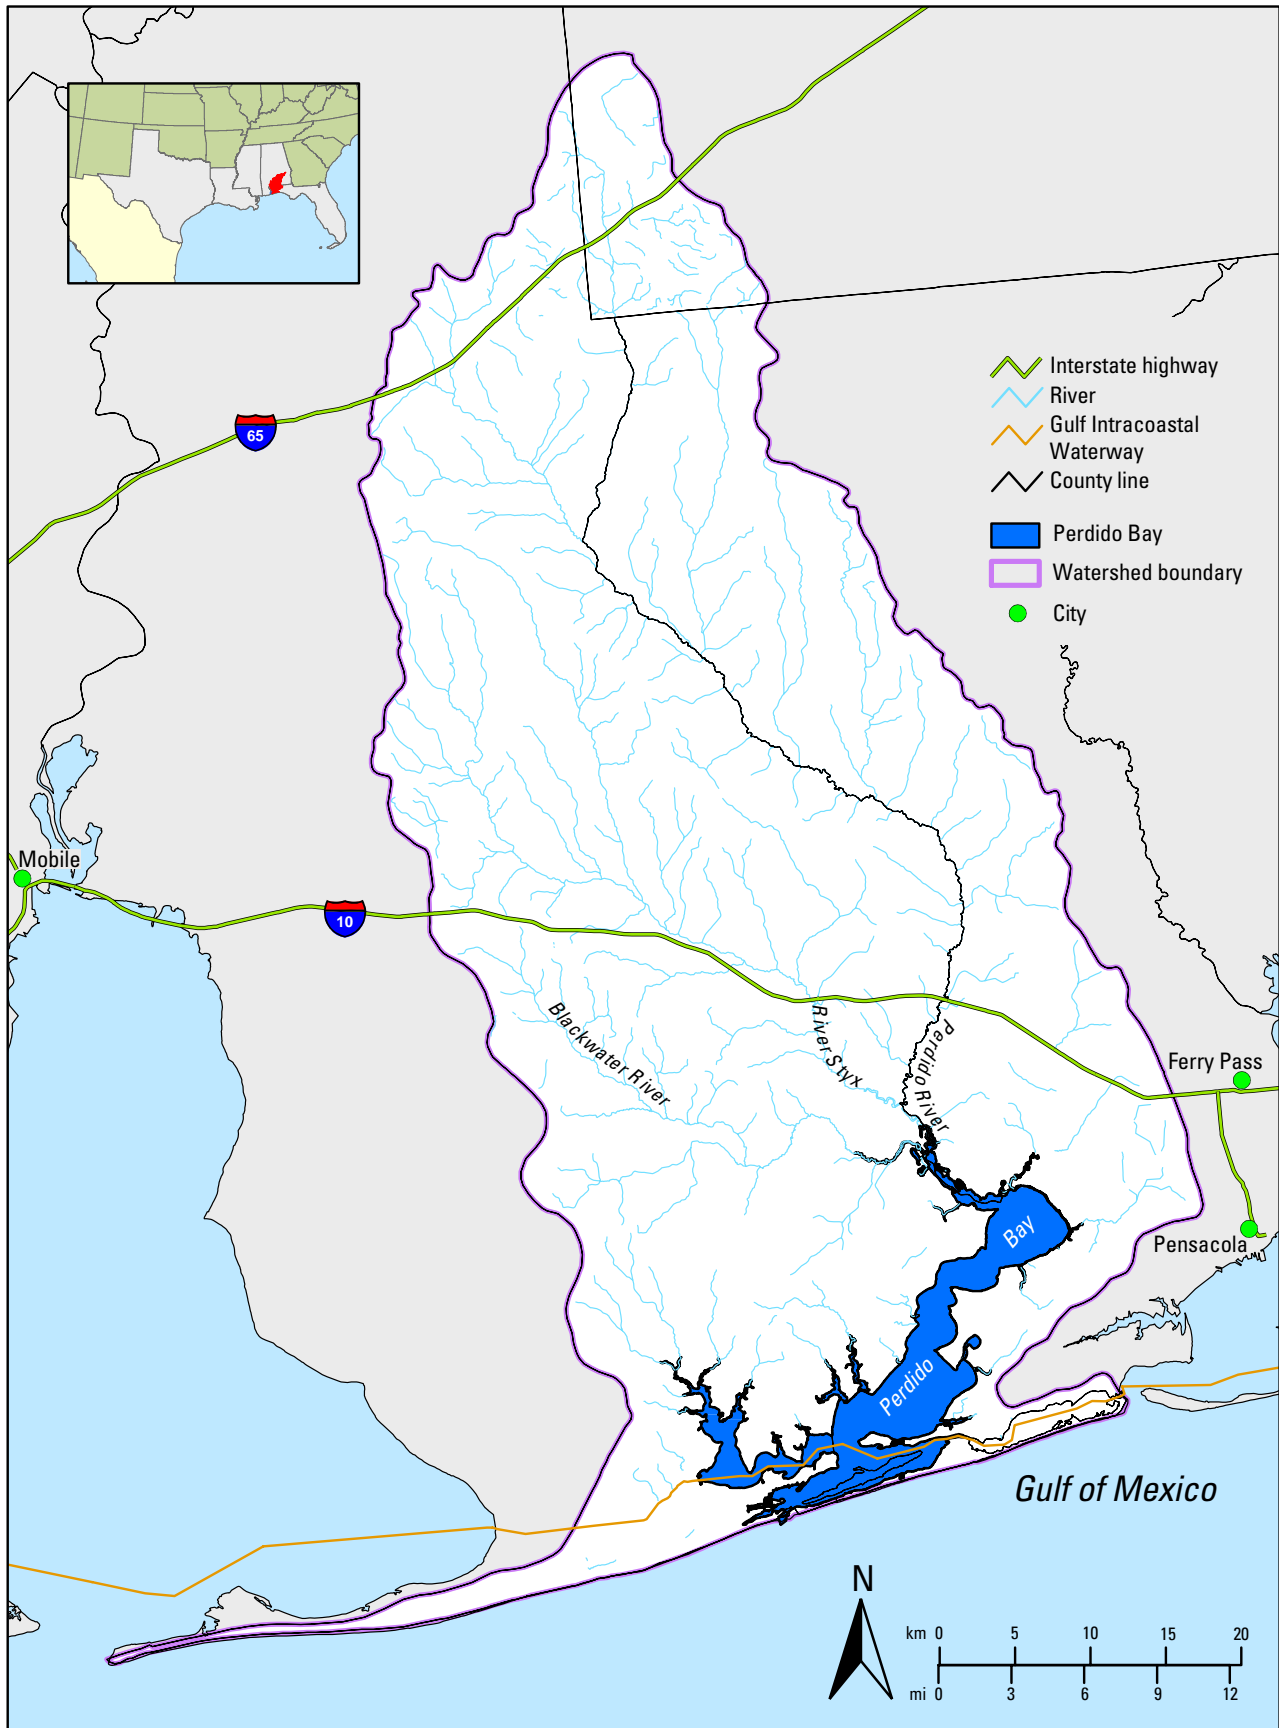 65
Interstate highway
River
Gulf Intracoastal
Waterway
County line
Perdido Bay
Watershed boundary
City
Mobile
10
Blackwater River
River Styx
Perdido River
Ferry Pass
Pensacola
Bay
Perdido
Gulf of Mexico
N
km 0 5 10 15 20
mi 0 3 6 9 12